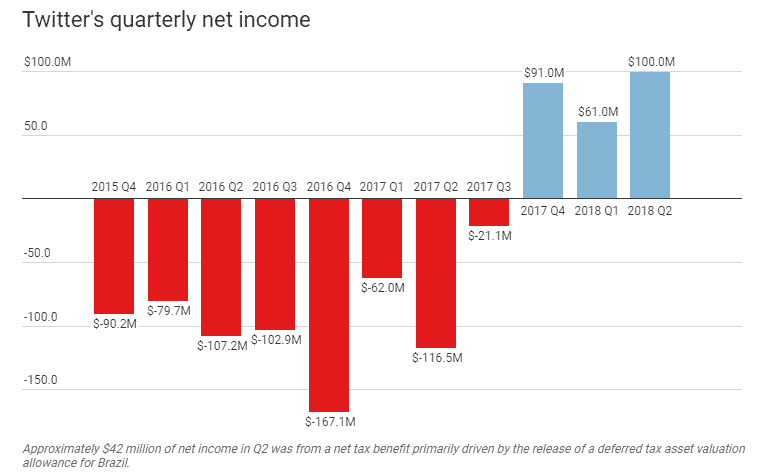 Twitter's quarterly net income
$100.0M
$100.0M
$91.0M
$61.0M
50.0
2015 Q4 2016 Q1 2016 Q2 2016 Q3 2016 Q4 2017 Q1 2017 Q2 2017 Q3
2017 Q4 2018 Q1 2018 Q2
$-21.1M
-50.0
$-62.0M
$-79.7M
-100.0
$-90.2M
$-107.2M
$-102.9M
$-116.5M
-150.0
$-167.1M
Approximately $42 million of net income in Q2 was from a net tax benefit primarily driven by the release of a deferred tax asset valuation
allowance for Brazil.